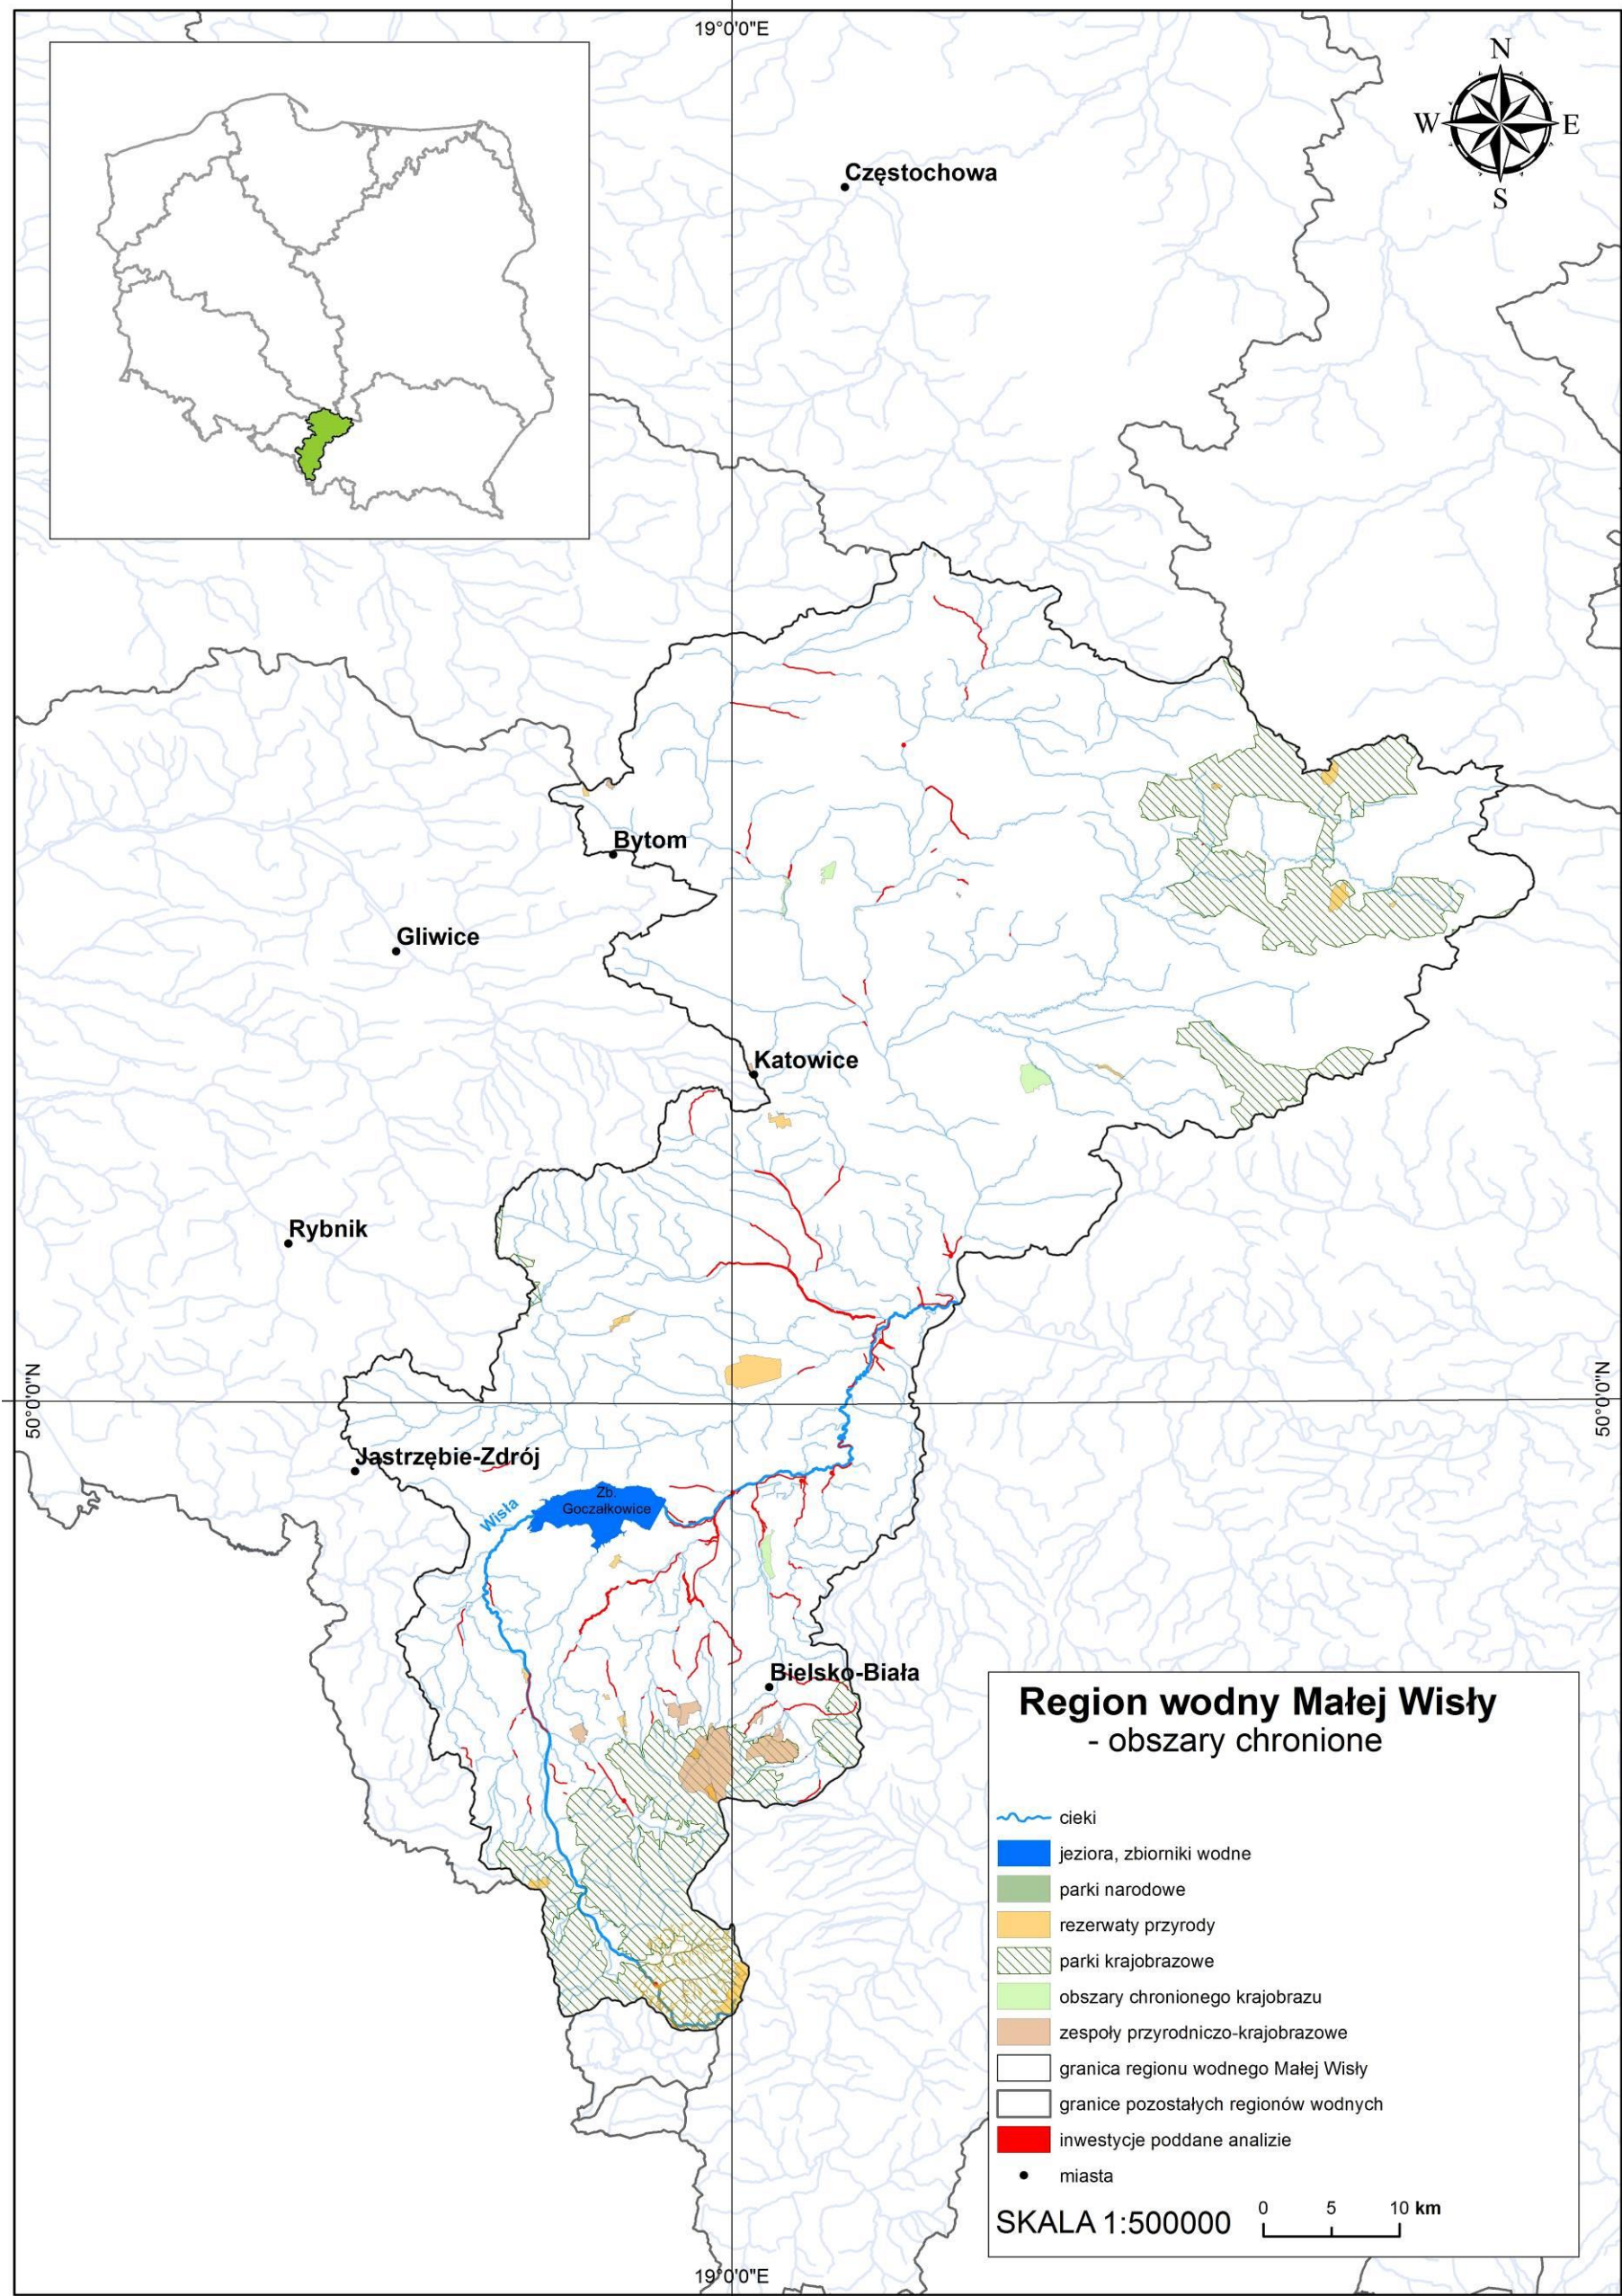 19°0'0"E
N
W
E
S
Częstochowa
Bytom
Gliwice
Katowice
Rybnik
50°0'0"N
50°0'0"N
Jastrzębie-Zdrój
Wisła
Zb.
Goczałkowice
Bielsko-Biała
Region wodny Małej Wisły
- obszary chronione
cieki
jeziora, zbiorniki wodne
parki narodowe
rezerwaty przyrody
parki krajobrazowe
obszary chronionego krajobrazu
zespoły przyrodniczo-krajobrazowe
granica regionu wodnego Małej Wisły
granice pozostałych regionów wodnych
inwestycje poddane analizie
miasta
SKALA 1:500000
0 5 10 km
19°0'0"E